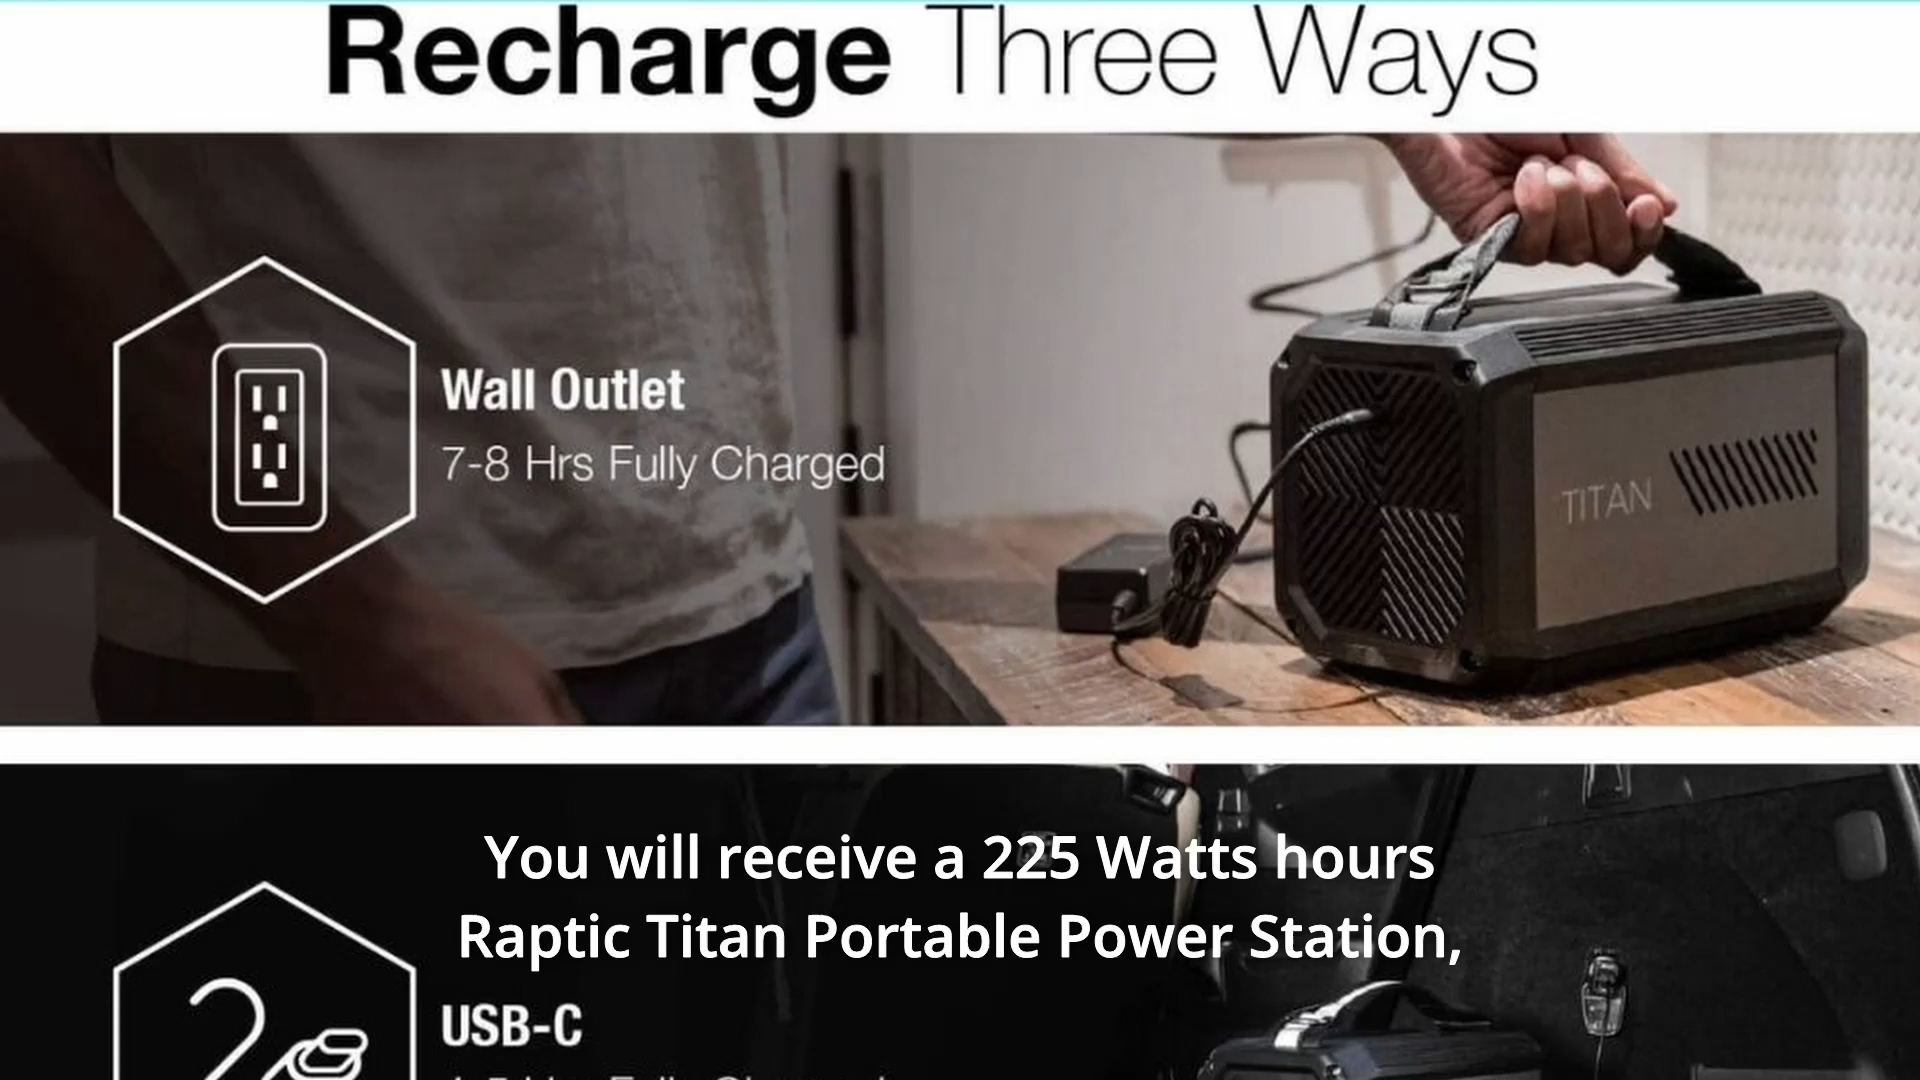 Recharge Three Ways
Wall Outlet
7-8 Hrs Fully Charged
TITAN
You will receive a 225 Watts hours
Raptic Titan Portable Power Station,
USB-C